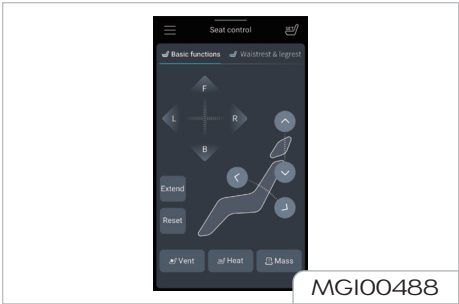 Seat control
Basic functions Waistrest & legrest
F
L R
B
Extend
Reset
Vent Heat Mass
MGI00488